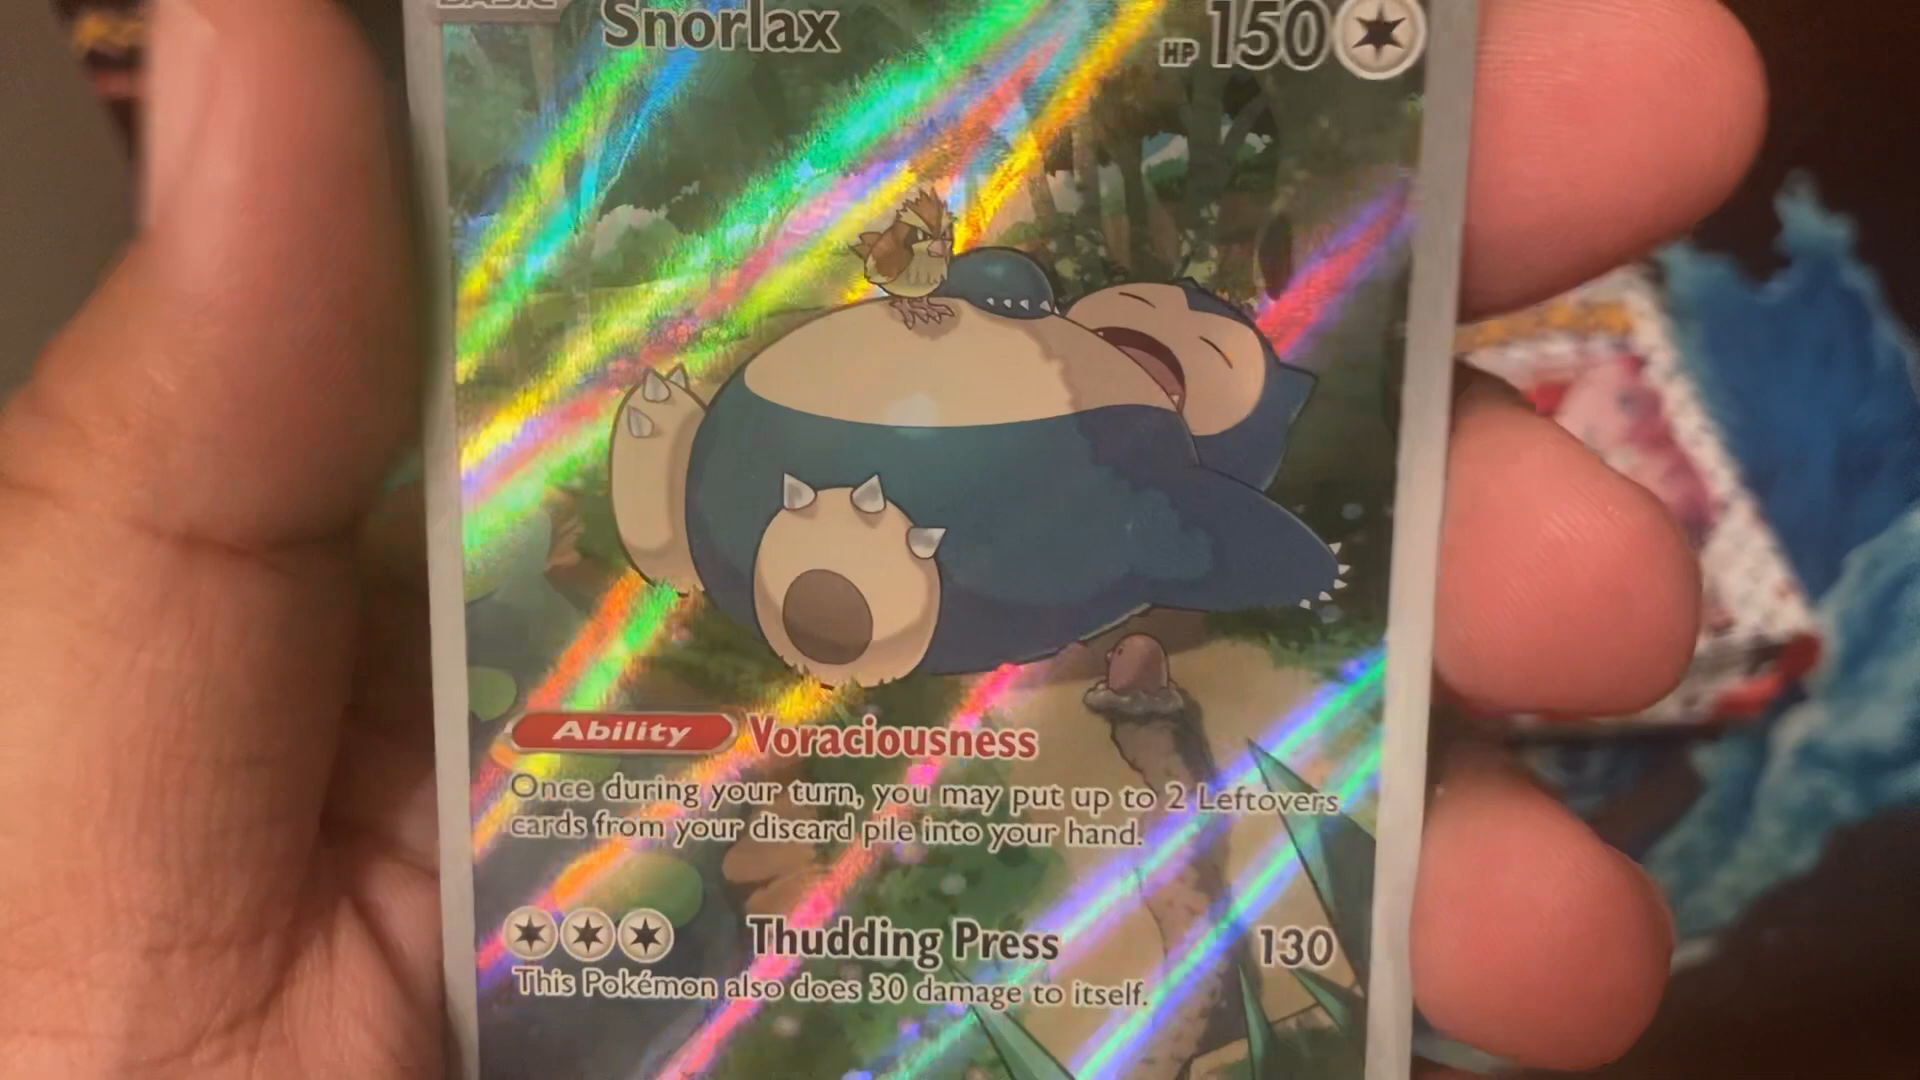 BASIC
Snorlax
HP 150
Ability Voraciousness
Once during your turn, you may put up to 2 Leftovers
cards from your discard pile into your hand.
Thudding Press 130
This Pokémon also does 30 damage to itself.